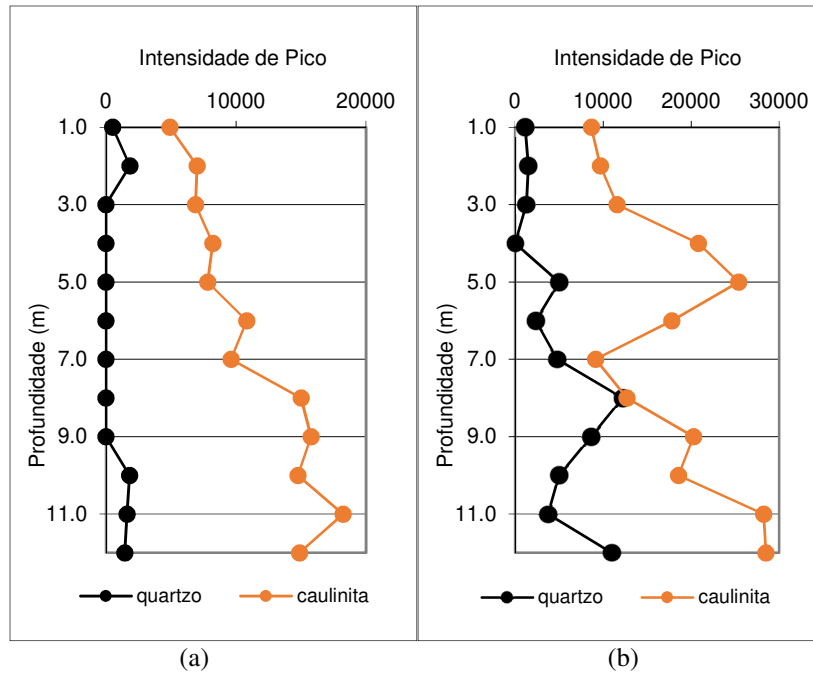 Intensidade de Pico
0 10000 20000
1.0
3.0
5.0
7.0
9.0
11.0
Profundidade (m)
quartzo caulinita
(a)
Intensidade de Pico
0 10000 20000 30000
1.0
3.0
5.0
7.0
9.0
11.0
Profundidade (m)
quartzo caulinita
(b)